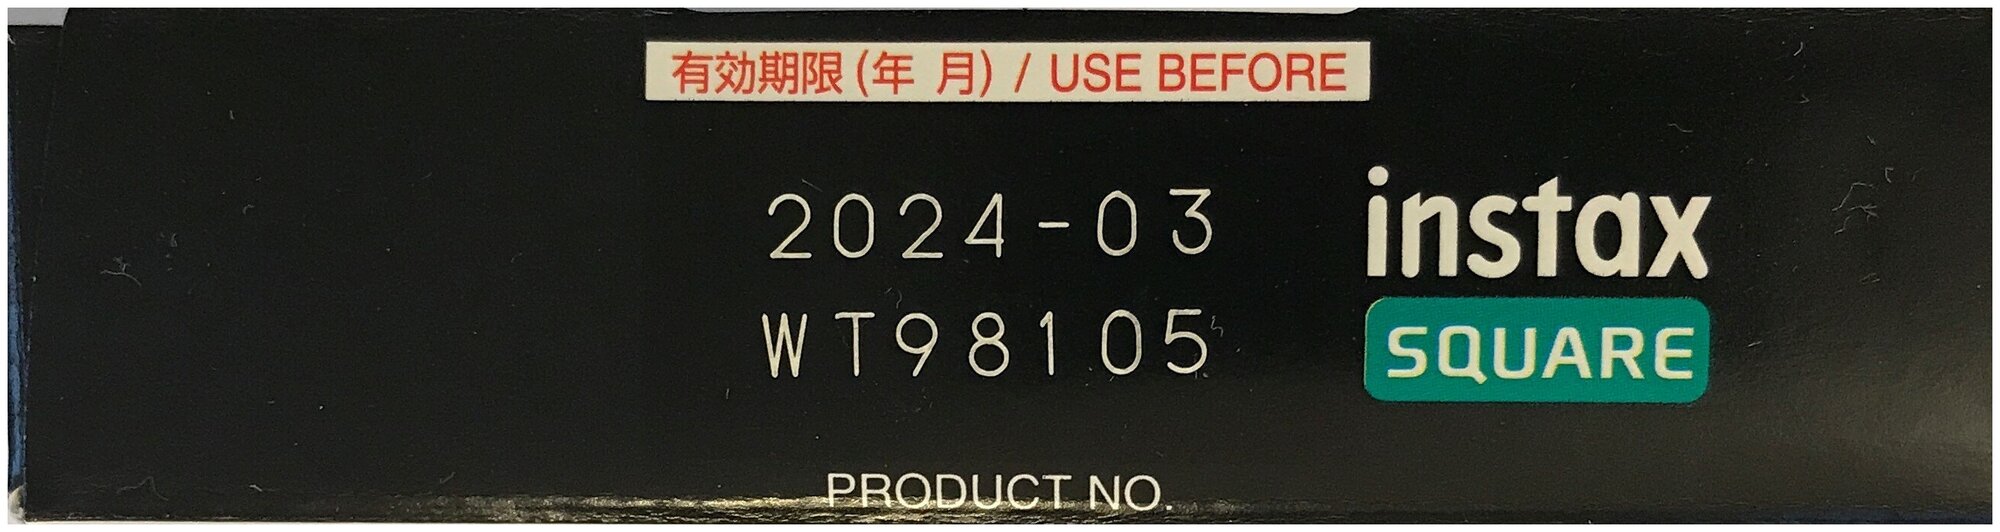 有効期限(年 月) / USE BEFORE
2024-03
WT98105
instax
SQUARE
PRODUCT NO.